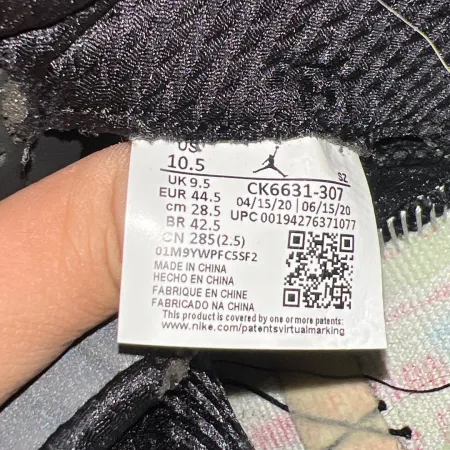 US
10.5
UK 9.5
EUR 44.5
cm 28.5
BR 42.5
CN 285(2.5)
SZ
CK6631-307
04/15/20 06/15/20
UPC 00194276371077
01M9YWPFC5SF2
MADE IN CHINA
HECHO EN CHINA
FABRIQUE EN CHINE
FABRICADO NA CHINA
This product is covered by one or more patents:
www.nike.com/patentsvirtualmarking